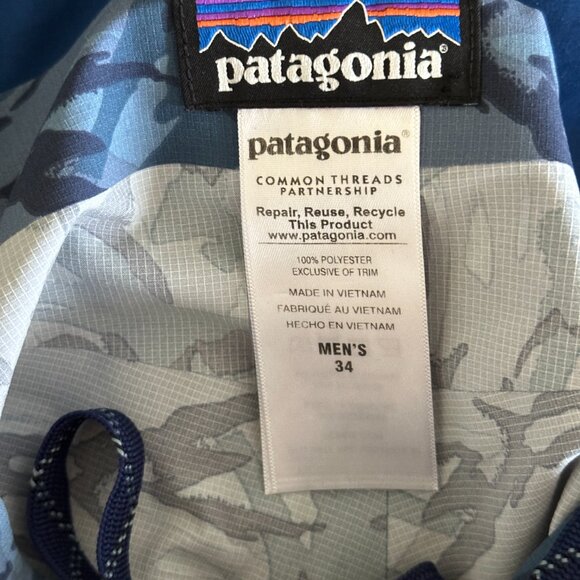 patagonia®
patagonia®
COMMON THREADS
PARTNERSHIP
Repair, Reuse, Recycle
This Product
www.patagonia.com
100% POLYESTER
EXCLUSIVE OF TRIM
MADE IN VIETNAM
FABRIQUÉ AU VIETNAM
HECHO EN VIETNAM
MEN'S
34